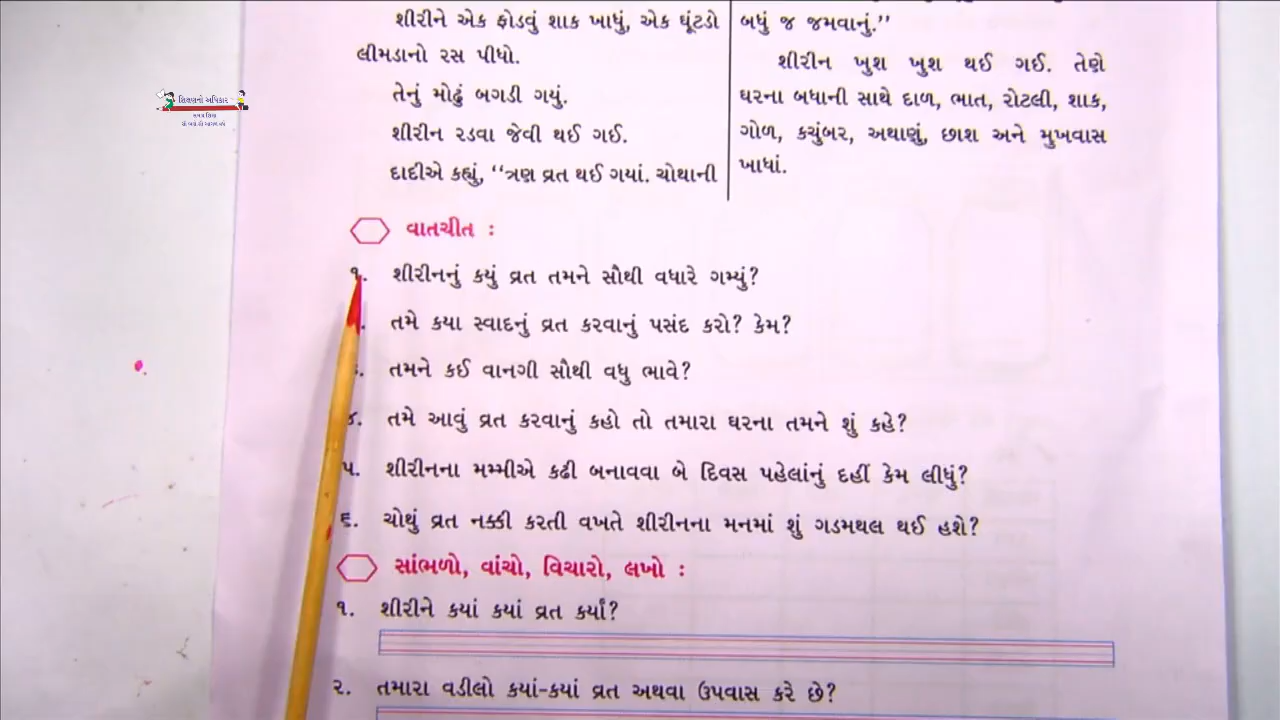 શીરીને એક ફોડવું શાક ખાધું, એક ઘૂંટડો
લીમડાનો રસ પીધો.
તેનું મોઢું બગડી ગયું.
શીરીન રડવા જેવી થઈ ગઈ.
દાદીએ કહ્યું, “ત્રણ વ્રત થઈ ગયાં. ચોથાની
બધું જ જમવાનું.”
શીરીન ખુશ ખુશ થઈ ગઈ. તેણે
ઘરના બધાની સાથે દાળ, ભાત, રોટલી, શાક,
ગોળ, કચુંબર, અથાણું, છાશ અને મુખવાસ
ખાધાં.
શિક્ષણનો અધિકાર
વાતચીત :
૧. શીરીનનું કયું વ્રત તમને સૌથી વધારે ગમ્યું?
તમે કયા સ્વાદનું વ્રત કરવાનું પસંદ કરો? કેમ?
તમને કઈ વાનગી સૌથી વધુ ભાવે?
૪. તમે આવું વ્રત કરવાનું કહો તો તમારા ઘરના તમને શું કહે?
૫. શીરીનના મમ્મીએ કઢી બનાવવા બે દિવસ પહેલાંનું દહીં કેમ લીધું?
૬. ચોથું વ્રત નક્કી કરતી વખતે શીરીનના મનમાં શું ગડમથલ થઈ હશે?
સાંભળો, વાંચો, વિચારો, લખો :
૧. શીરીને કયાં કયાં વ્રત કર્યાં?
૨. તમારા વડીલો કયાં-કયાં વ્રત અથવા ઉપવાસ કરે છે?